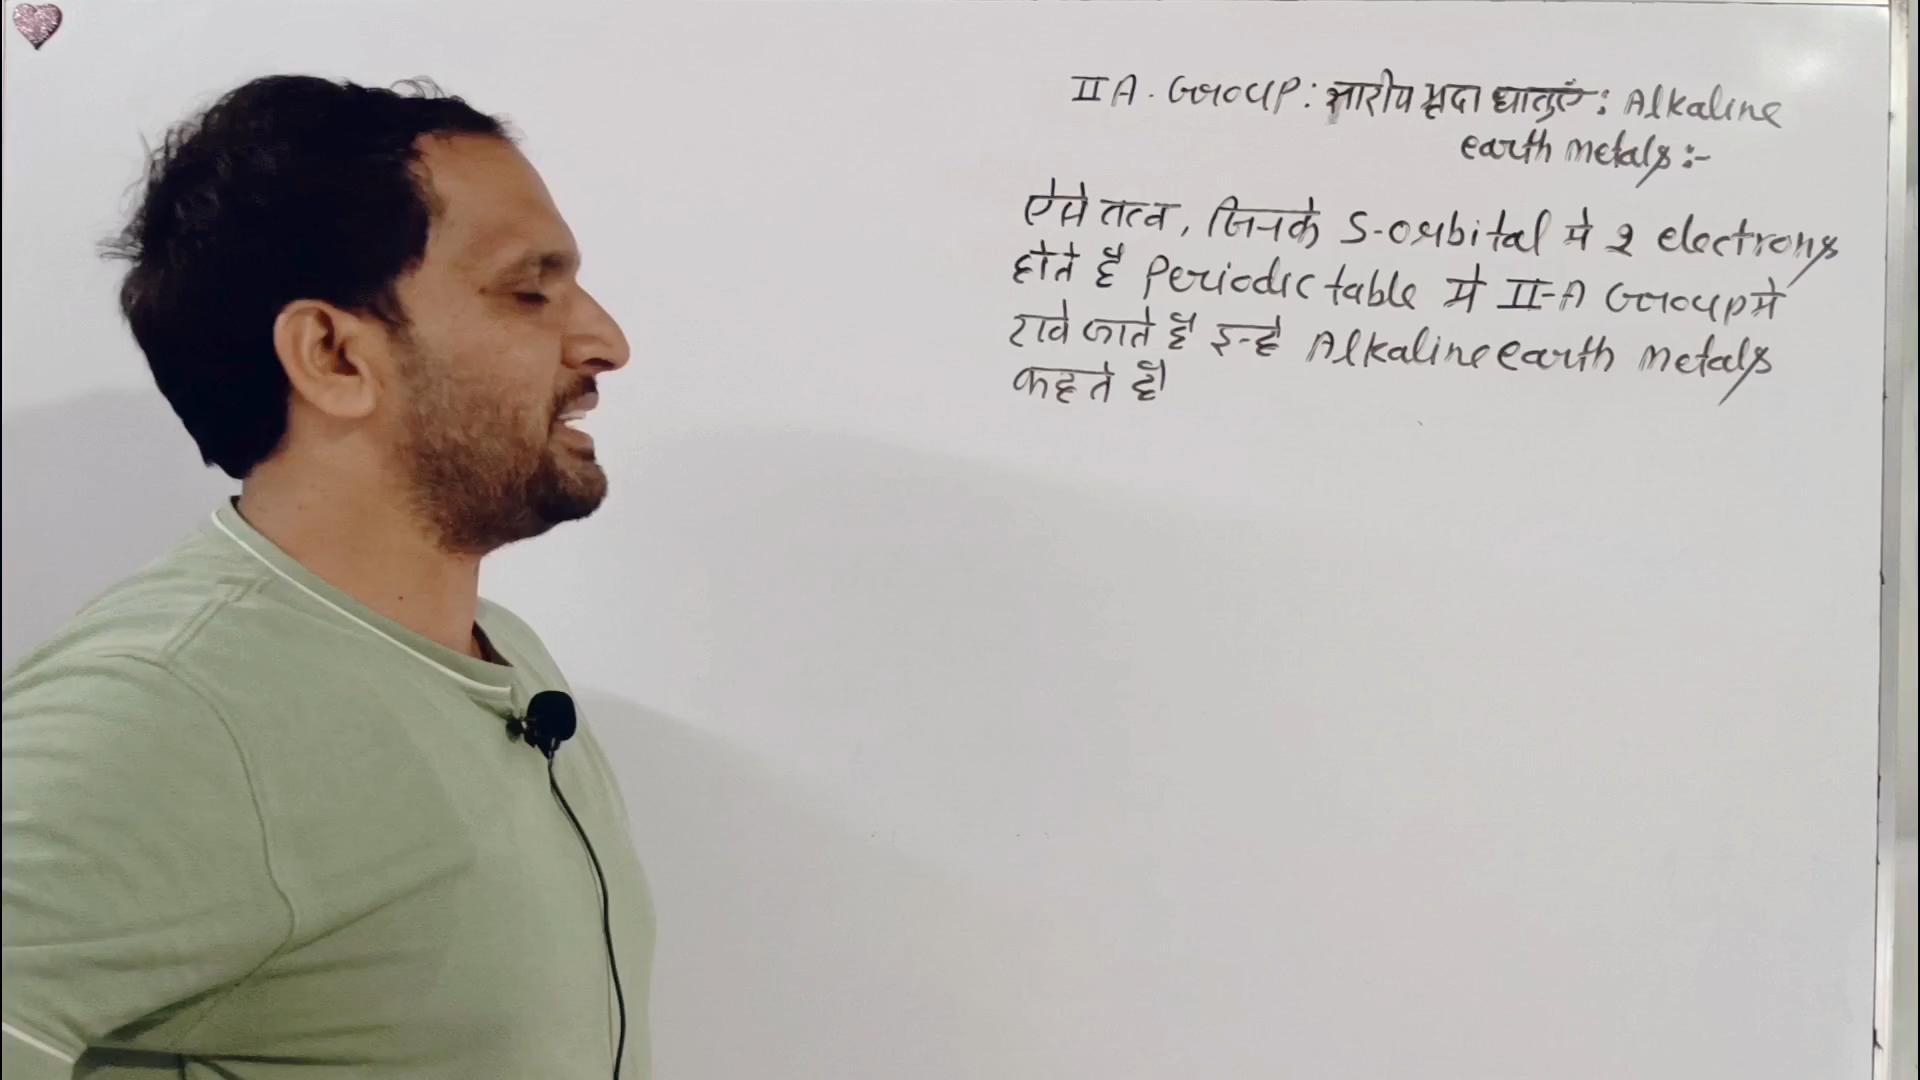 II A. Group: क्षारीय मृदा धातुएँ: Alkaline
earth metals:-
ऐसे तत्व, जिनके S-orbital मे 2 electrons
होते है Periodic table मे II-A Group मे
रखे जाते है इन्हे Alkaline earth metals
कहते है।